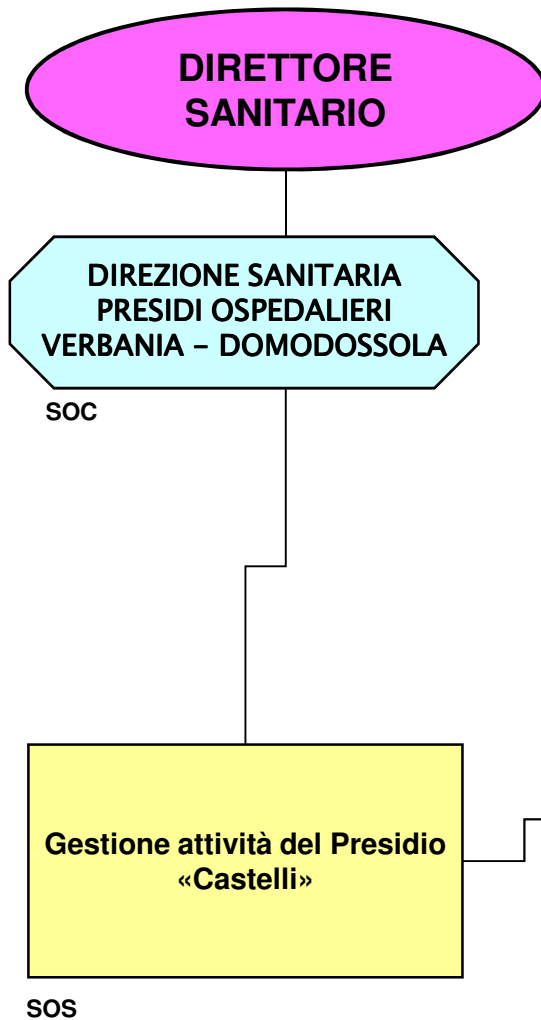 DIRETTORE
SANITARIO
DIREZIONE SANITARIA
PRESIDI OSPEDALIERI
VERBANIA – DOMODOSSOLA
SOC
Gestione attività del Presidio
«Castelli»
SOS